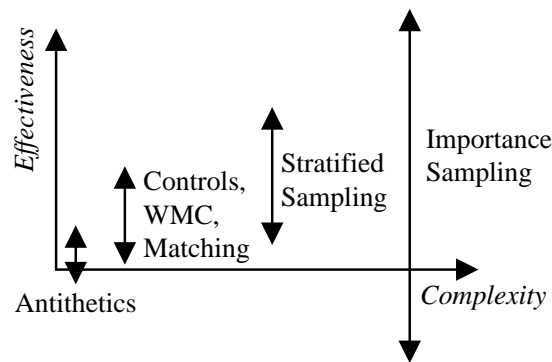 Effectiveness
Importance
Sampling
Stratified
Sampling
Controls,
WMC,
Matching
Antithetics
Complexity